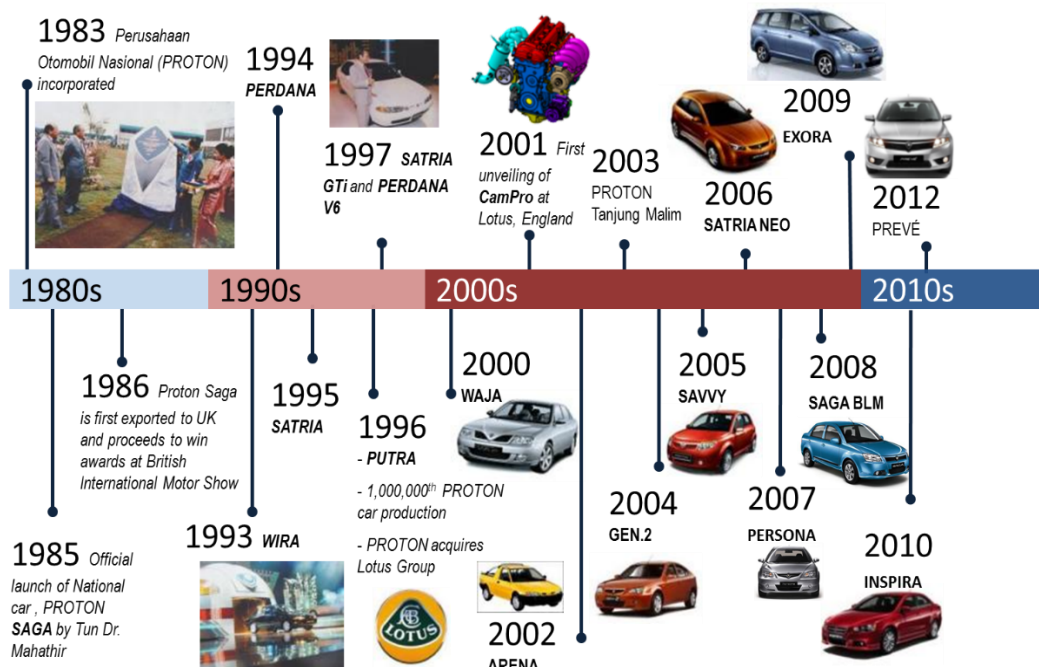 1983 Perusahaan
Otomobil Nasional (PROTON)
incorporated
1994
PERDANA
1997 SATRIA
GTi and PERDANA
V6
2001 First
unveiling of
CamPro at
Lotus, England
2003
PROTON
Tanjung Malim
2006
SATRIA NEO
2009
EXORA
2012
PREVÉ
1980s
1990s
2000s
2010s
1985 Official
launch of National
car , PROTON
SAGA by Tun Dr.
Mahathir
1986 Proton Saga
is first exported to UK
and proceeds to win
awards at British
International Motor Show
1993 WIRA
1995
SATRIA
1996
- PUTRA
- 1,000,000th PROTON
car production
- PROTON acquires
Lotus Group
LOTUS
2000
WAJA
2002
ARENA
2004
GEN.2
2005
SAVVY
2007
PERSONA
2008
SAGA BLM
2010
INSPIRA